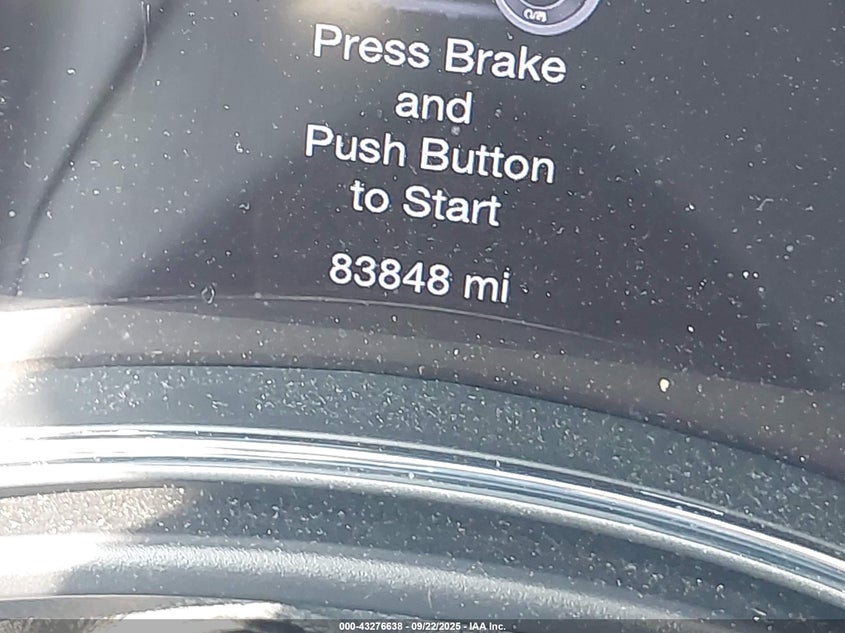 Press Brake
and
Push Button
to Start
83848 mi
000-43276638 - 09/22/2025 - IAA Inc.